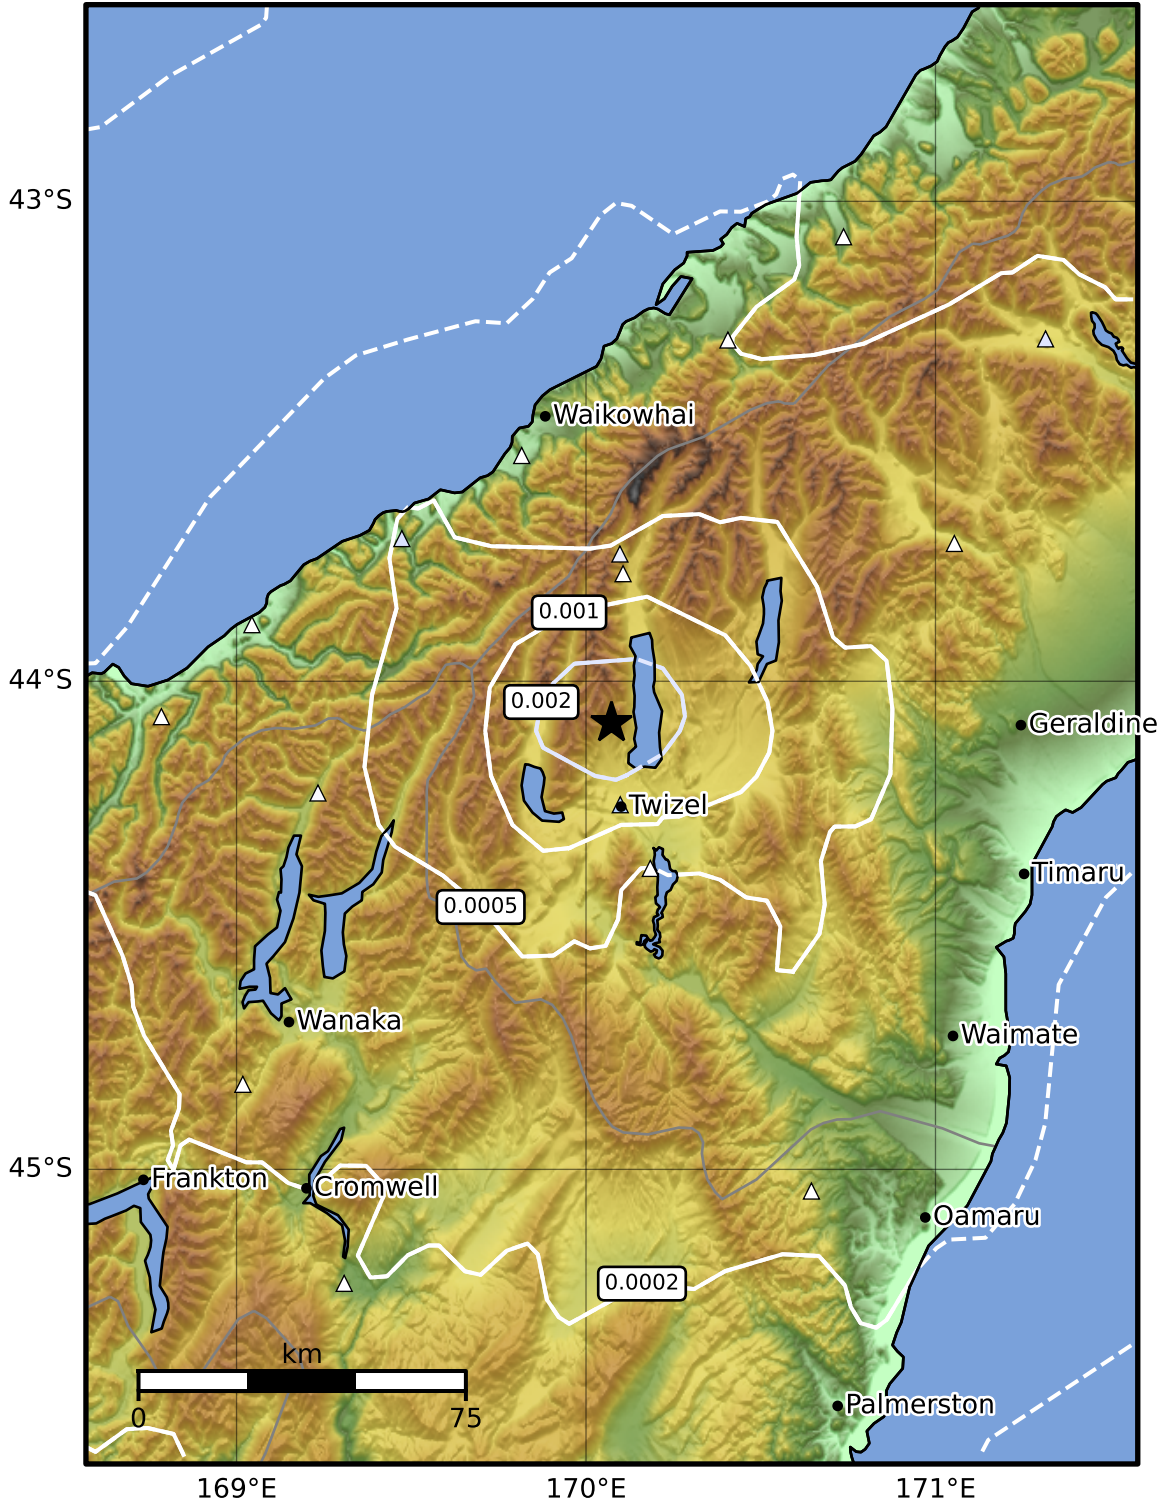 43°S
Waikowhai
0.001
44°S
0.002
Geraldine
Twizel
Timaru
0.0005
Wanaka
Waimate
45°S
Frankton
Cromwell
Oamaru
0.0002
km
0
75
Palmerston
169°E
170°E
171°E